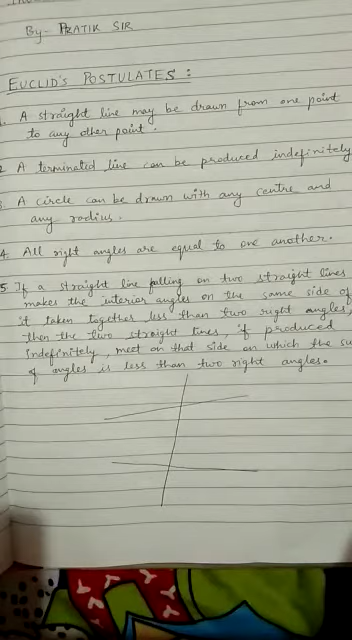 By- PRATIK SIR
EUCLID'S POSTULATES:
1. A straight line may be drawn from one point
to any other point.
2 A terminated line can be produced indefinitely
3. A circle can be drawn with any centre and
any radius.
4. All right angles are equal to one another.
5 If a straight line falling on two straight lines
makes the interior angles on the same side of
it taken together less than two right angles,
then the two straight lines, if produced
indefinitely, meet on that side on which the su
of angles is less than two right angles.